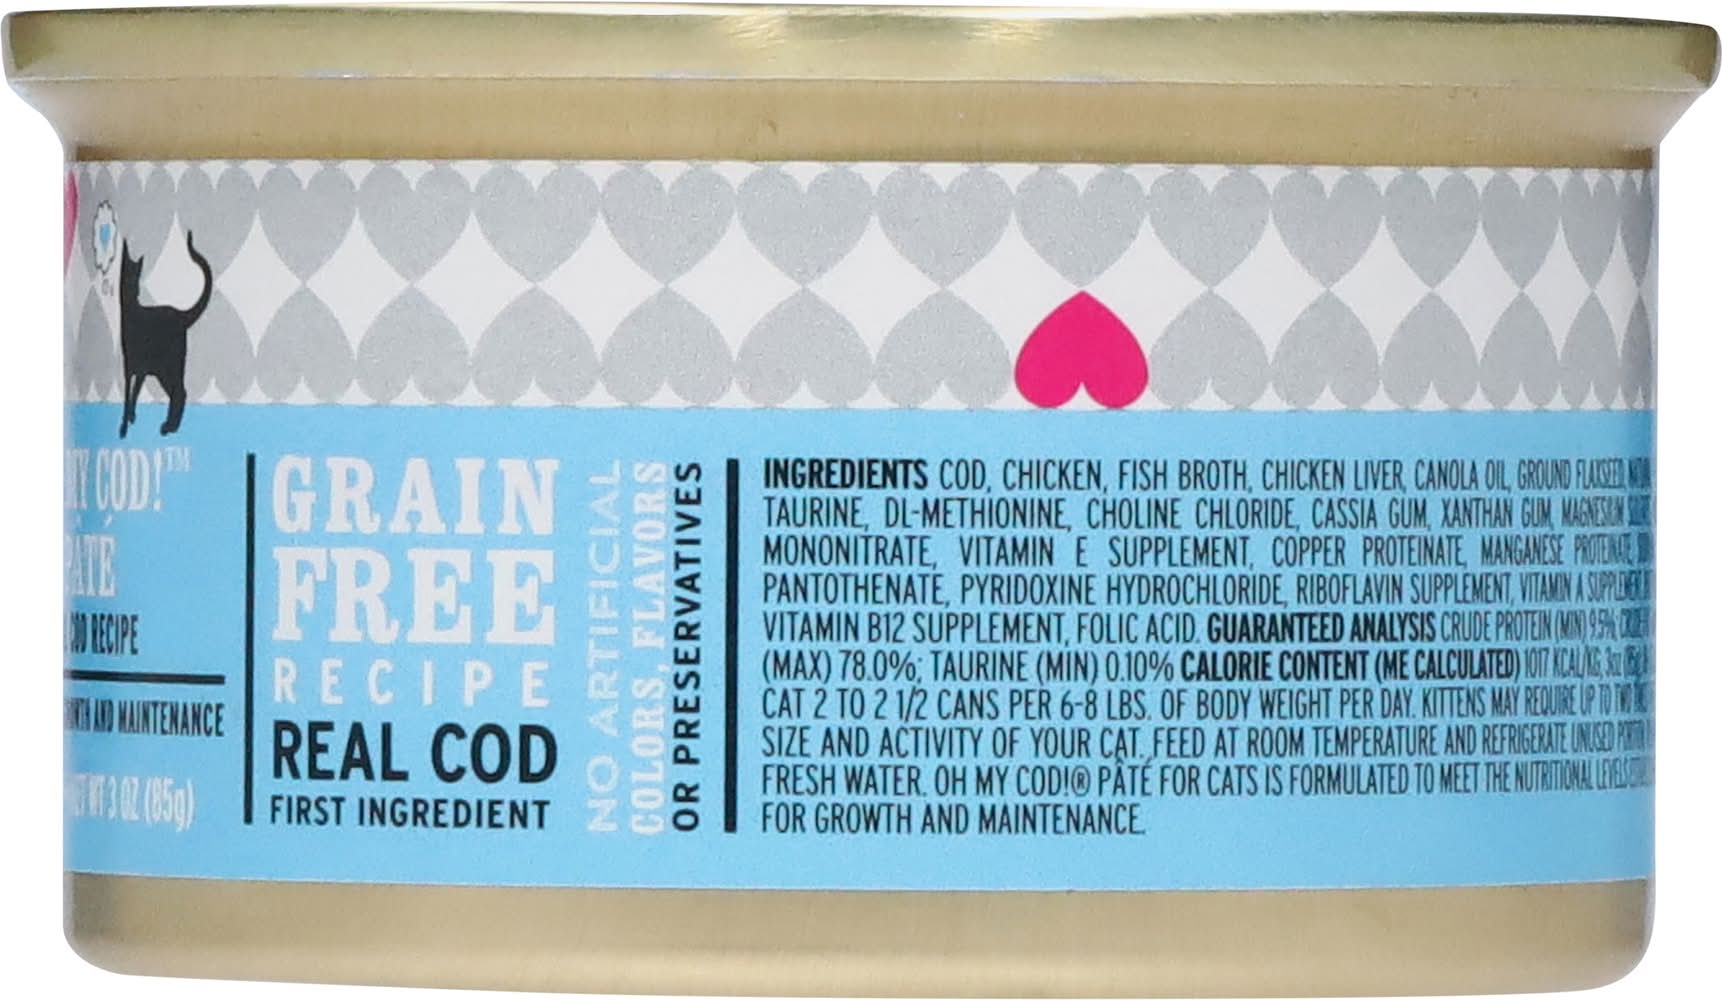 MY COD!™
PÂTÉ
COD RECIPE
GROWTH AND MAINTENANCE
NET WT 3 OZ (85g)
GRAIN
FREE
RECIPE
REAL COD
FIRST INGREDIENT
NO ARTIFICIAL
COLORS, FLAVORS
OR PRESERVATIVES
INGREDIENTS COD, CHICKEN, FISH BROTH, CHICKEN LIVER, CANOLA OIL, GROUND FLAXSEED,
TAURINE, DL-METHIONINE, CHOLINE CHLORIDE, CASSIA GUM, XANTHAN GUM, MAGNESIUM
MONONITRATE, VITAMIN E SUPPLEMENT, COPPER PROTEINATE, MANGANESE PROTEINATE,
PANTOTHENATE, PYRIDOXINE HYDROCHLORIDE, RIBOFLAVIN SUPPLEMENT, VITAMIN A SUPPLEMENT,
VITAMIN B12 SUPPLEMENT, FOLIC ACID. GUARANTEED ANALYSIS CRUDE PROTEIN (MIN) 9.5%;
(MAX) 78.0%; TAURINE (MIN) 0.10% CALORIE CONTENT (ME CALCULATED) 1017 KCAL/KG, 3oz
CAT 2 TO 2 1/2 CANS PER 6-8 LBS. OF BODY WEIGHT PER DAY. KITTENS MAY REQUIRE UP TO TWO
SIZE AND ACTIVITY OF YOUR CAT. FEED AT ROOM TEMPERATURE AND REFRIGERATE UNUSED PORTION
FRESH WATER. OH MY COD!® PÂTÉ FOR CATS IS FORMULATED TO MEET THE NUTRITIONAL LEVELS
FOR GROWTH AND MAINTENANCE.